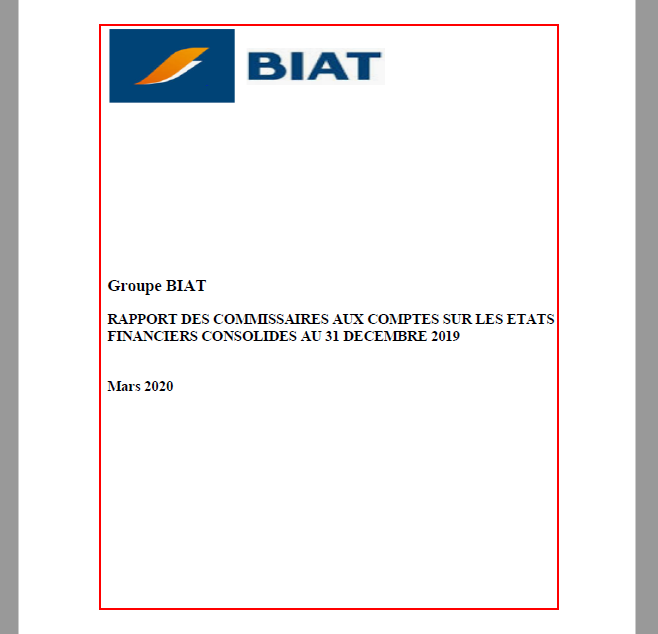 BIAT
Groupe BIAT
RAPPORT DES COMMISSAIRES AUX COMPTES SUR LES ETATS
FINANCIERS CONSOLIDES AU 31 DECEMBRE 2019
Mars 2020